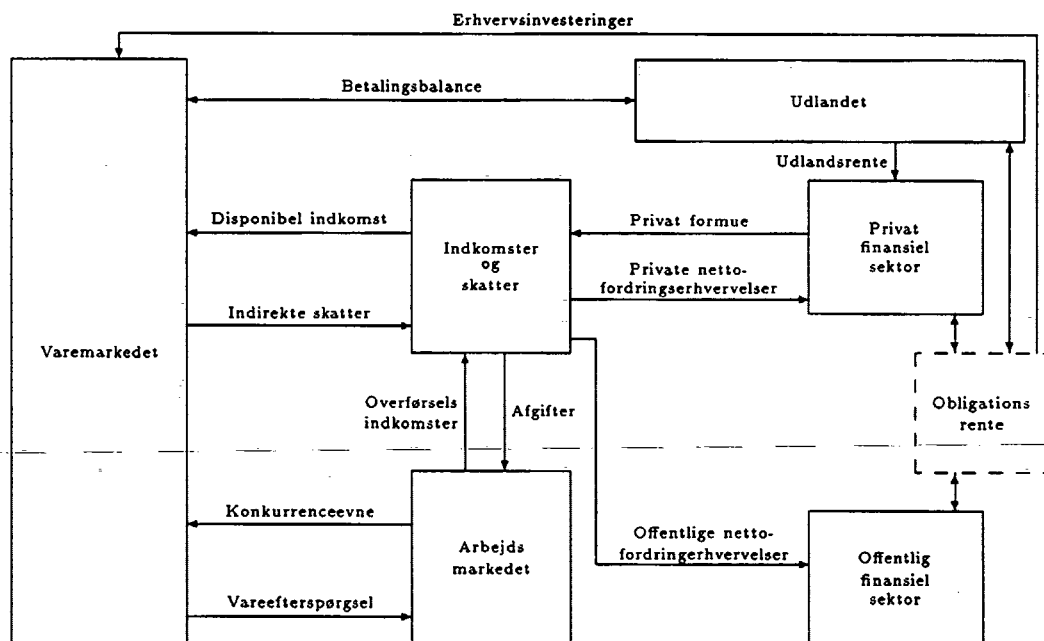 Erhvervsinvesteringer
Betalingsbalance
Udlandet
Udlandsrente
Disponibel indkomst
Indkomster
og
skatter
Privat formue
Privat
finansiel
sektor
Private netto-
fordringserhvervelser
Indirekte skatter
Varemarkedet
Overførsels
indkomster
Afgifter
Obligations
rente
Konkurrenceevne
Arbejds
markedet
Offentlige netto-
fordringerhvervelser
Offentlig
finansiel
sektor
Vareefterspørgsel